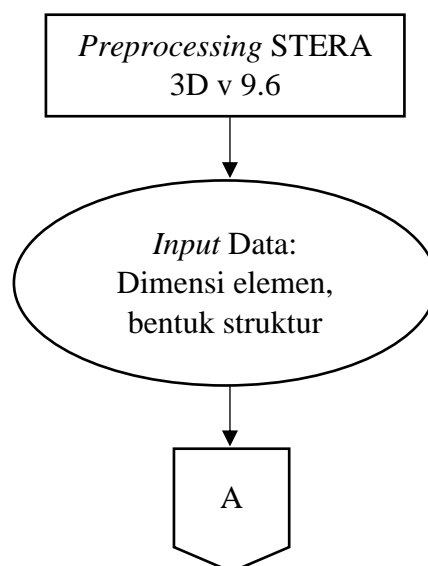 Preprocessing STERA
3D v 9.6
Input Data:
Dimensi elemen,
bentuk struktur
A